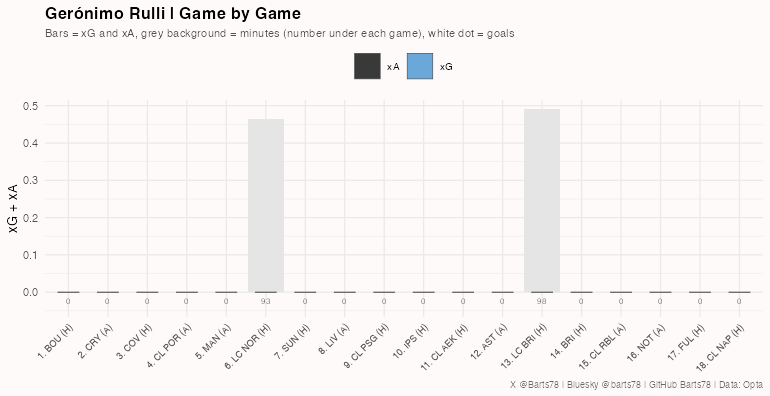 Gerónimo Rulli | Game by Game
Bars = xG and xA, grey background = minutes (number under each game), white dot = goals
xA xG
xG + xA
0.5
0.4
0.3
0.2
0.1
0.0
0 0 0 0 0 93 0 0 0 0 0 0 98 0 0 0 0 0
1. BOU (H)
2. CRY (A)
3. COV (H)
4. CL POR (A)
5. MAN (A)
6. LC NOR (H)
7. SUN (H)
8. LIV (A)
9. CL PSG (H)
10. IPS (H)
11. CL AEK (H)
12. AST (A)
13. LC BRI (H)
14. BRI (H)
15. CL RBL (A)
16. NOT (A)
17. FUL (H)
18. CL NAP (H)
X @Barts78 | Bluesky @barts78 | GitHub Barts78 | Data: Opta